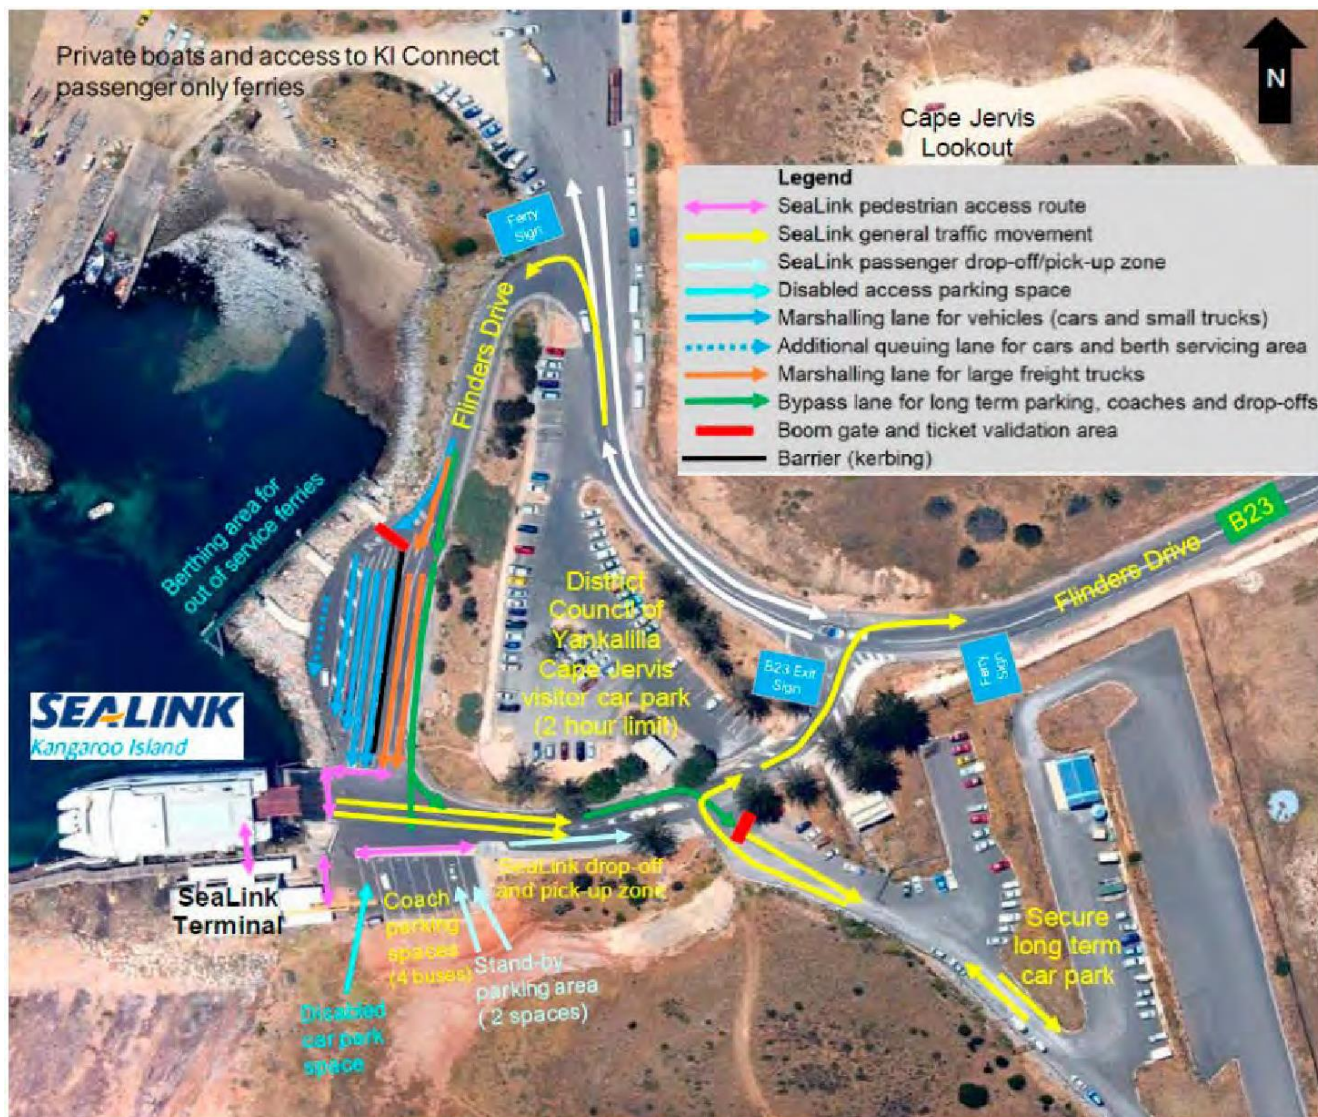 Private boats and access to KI Connect
passenger only ferries
N
Cape Jervis
Lookout
Legend
SeaLink pedestrian access route
SeaLink general traffic movement
SeaLink passenger drop-off/pick-up zone
Disabled access parking space
Marshalling lane for vehicles (cars and small trucks)
Additional queuing lane for cars and berth servicing area
Marshalling lane for large freight trucks
Bypass lane for long term parking, coaches and drop-offs
Boom gate and ticket validation area
Barrier (kerbing)
Ferry
Sign
Flinders Drive
Berthing area for
out of service ferries
B23
Flinders Drive
District
Council of
Yankalilla
Cape Jervis
visitor car park
(2 hour limit)
B23 Exit
Sign
Ferry
Sign
SEALINK
Kangaroo Island
SeaLink
Terminal
SeaLink drop-off
and pick-up zone
Coach
parking
spaces
(4 buses)
Stand-by
parking area
( 2 spaces)
Disabled
car park
space
Secure
long term
car park